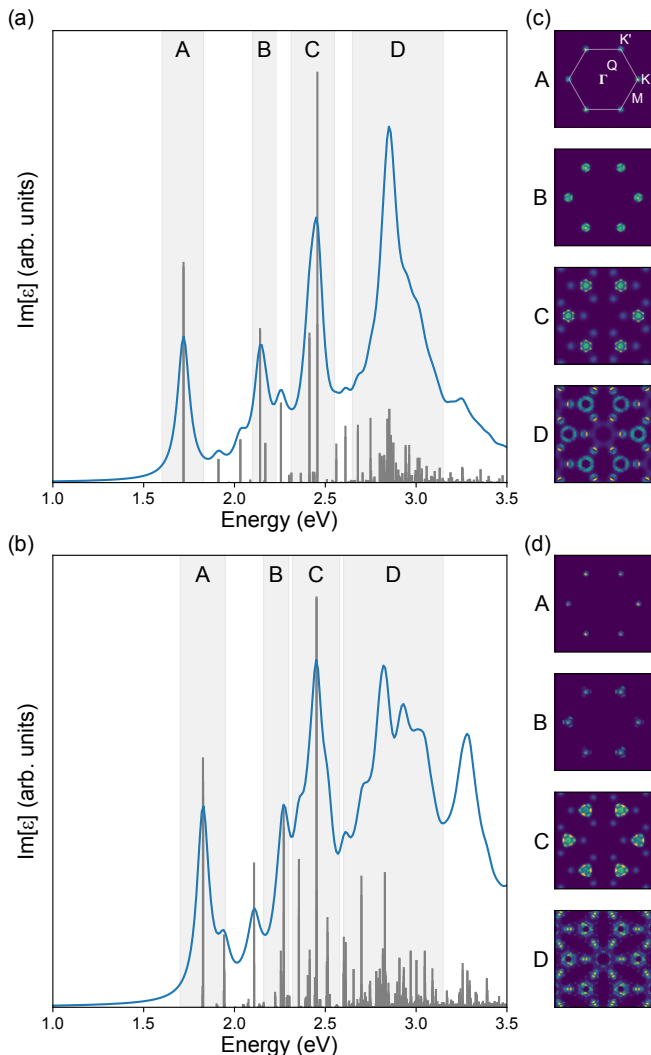 (a)
A
B
C
D
Im[ε] (arb. units)
1.0
1.5
2.0
2.5
3.0
3.5
Energy (eV)
(c)
A
K'
Q
Γ
K
M
B
C
D
(b)
A
B
C
D
Im[ε] (arb. units)
1.0
1.5
2.0
2.5
3.0
3.5
Energy (eV)
(d)
A
B
C
D